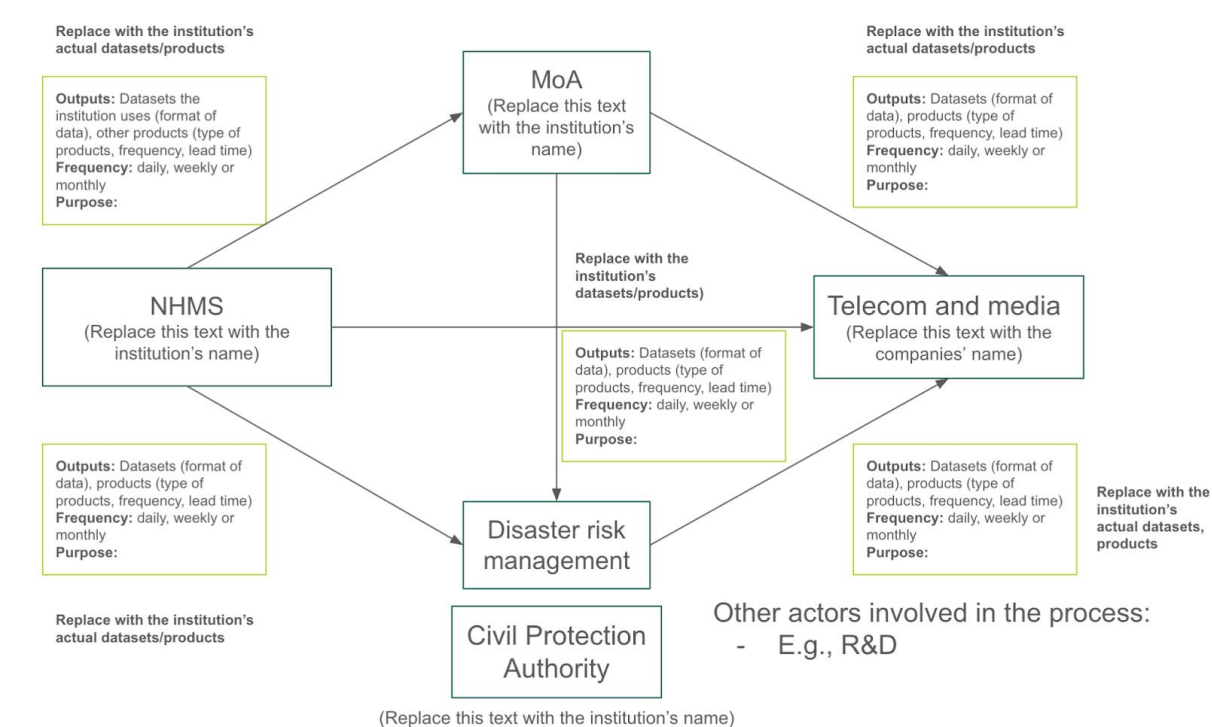 Replace with the institution’s
actual datasets/products
Replace with the institution’s
actual datasets/products
Outputs: Datasets the
institution uses (format of
data), other products (type of
products, frequency, lead time)
Frequency: daily, weekly or
monthly
Purpose:
MoA
(Replace this text
with the institution’s
name)
Outputs: Datasets (format of
data), products (type of
products, frequency, lead time)
Frequency: daily, weekly or
monthly
Purpose:
NHMS
(Replace this text with the
institution’s name)
Replace with the
institution’s
datasets/products)
Telecom and media
(Replace this text with the
companies’ name)
Outputs: Datasets (format of
data), products (type of
products, frequency, lead time)
Frequency: daily, weekly or
monthly
Purpose:
Outputs: Datasets (format of
data), products (type of
products, frequency, lead time)
Frequency: daily, weekly or
monthly
Purpose:
Disaster risk
management
Outputs: Datasets (format of
data), products (type of
products, frequency, lead time)
Frequency: daily, weekly or
monthly
Purpose:
Replace with the
institution’s
actual datasets,
products
Replace with the institution’s
actual datasets/products
Civil Protection
Authority
(Replace this text with the institution’s name)
Other actors involved in the process:
- E.g., R&D